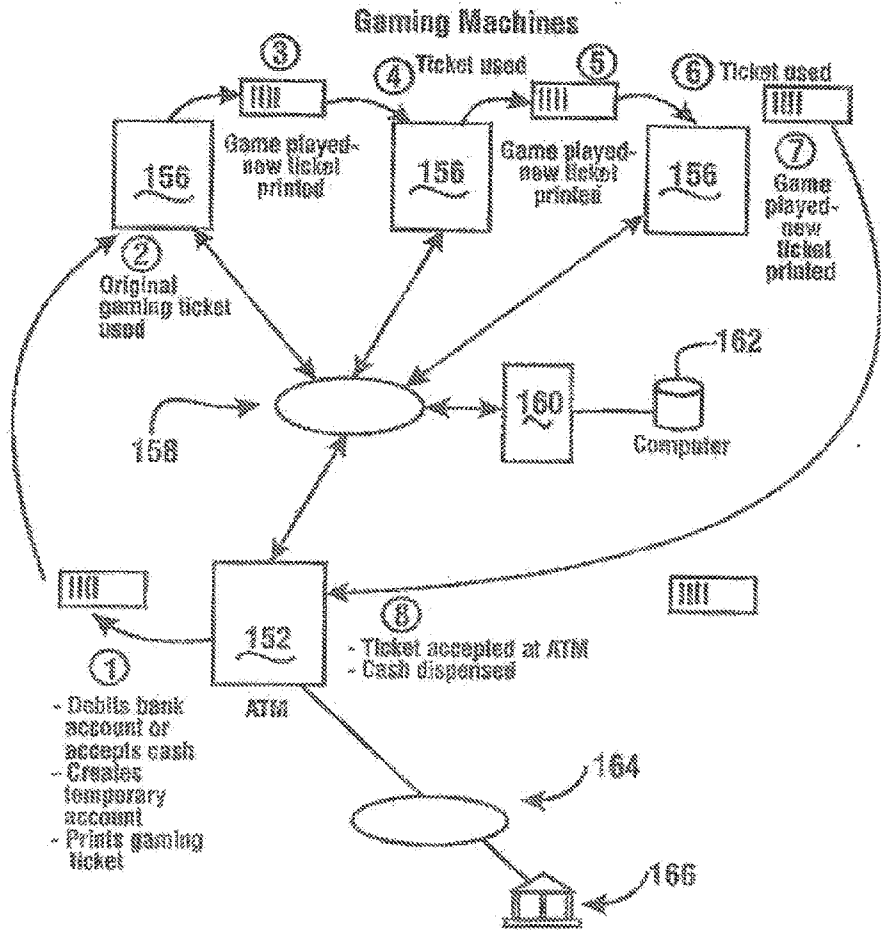 Gaming Machines
3
4
Ticket used
5
6
Ticket used
156
Game played-
new ticket
printed
156
Game played-
new ticket
printed
156
7
Game
played-
new
ticket
printed
2
Original
gaming ticket
used
158
160
162
Computer
152
ATM
8
- Ticket accepted at ATM
- Cash dispensed
1
- Debits bank
account or
accepts cash
- Creates
temporary
account
- Prints gaming
ticket
164
166